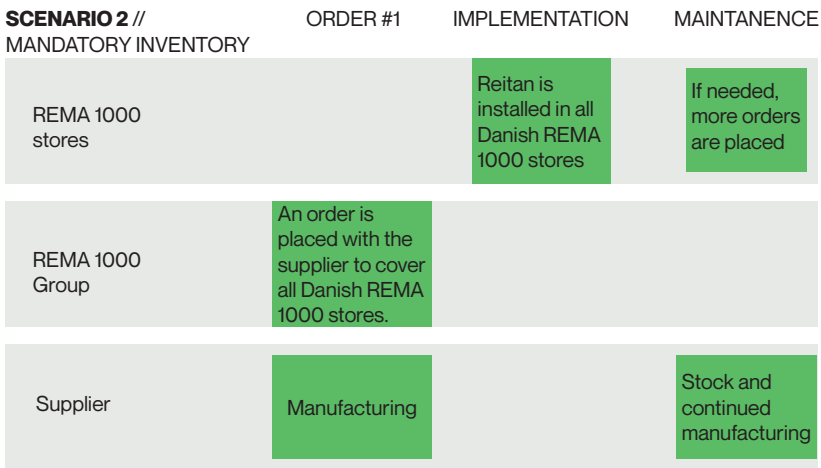 SCENARIO 2 //
MANDATORY INVENTORY
ORDER #1
IMPLEMENTATION
MAINTANENCE
REMA 1000
stores
Reitan is
installed in all
Danish REMA
1000 stores
If needed,
more orders
are placed
REMA 1000
Group
An order is
placed with the
supplier to cover
all Danish REMA
1000 stores.
Supplier
Manufacturing
Stock and
continued
manufacturing